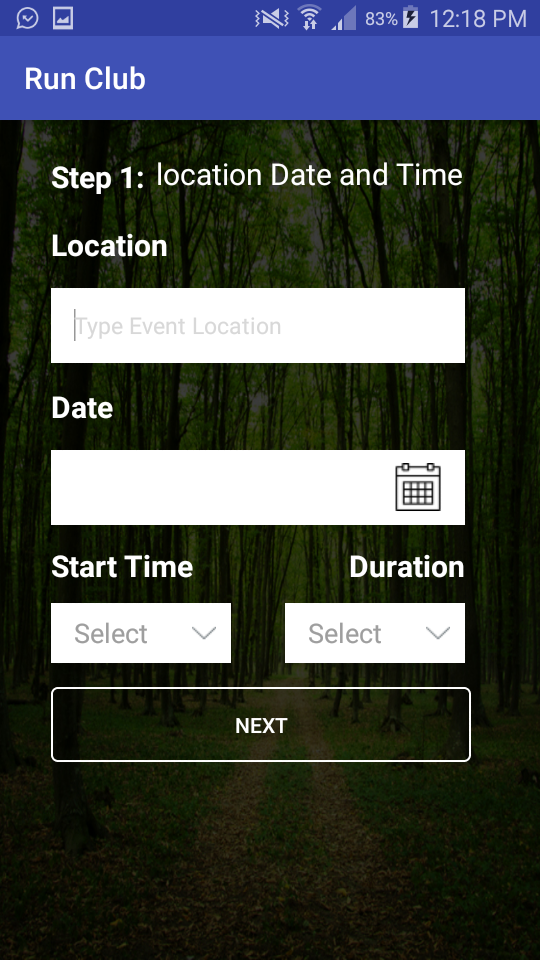 83% 12:18 PM
Run Club
Step 1: location Date and Time
Location
Type Event Location
Date
Start Time Duration
Select Select
NEXT